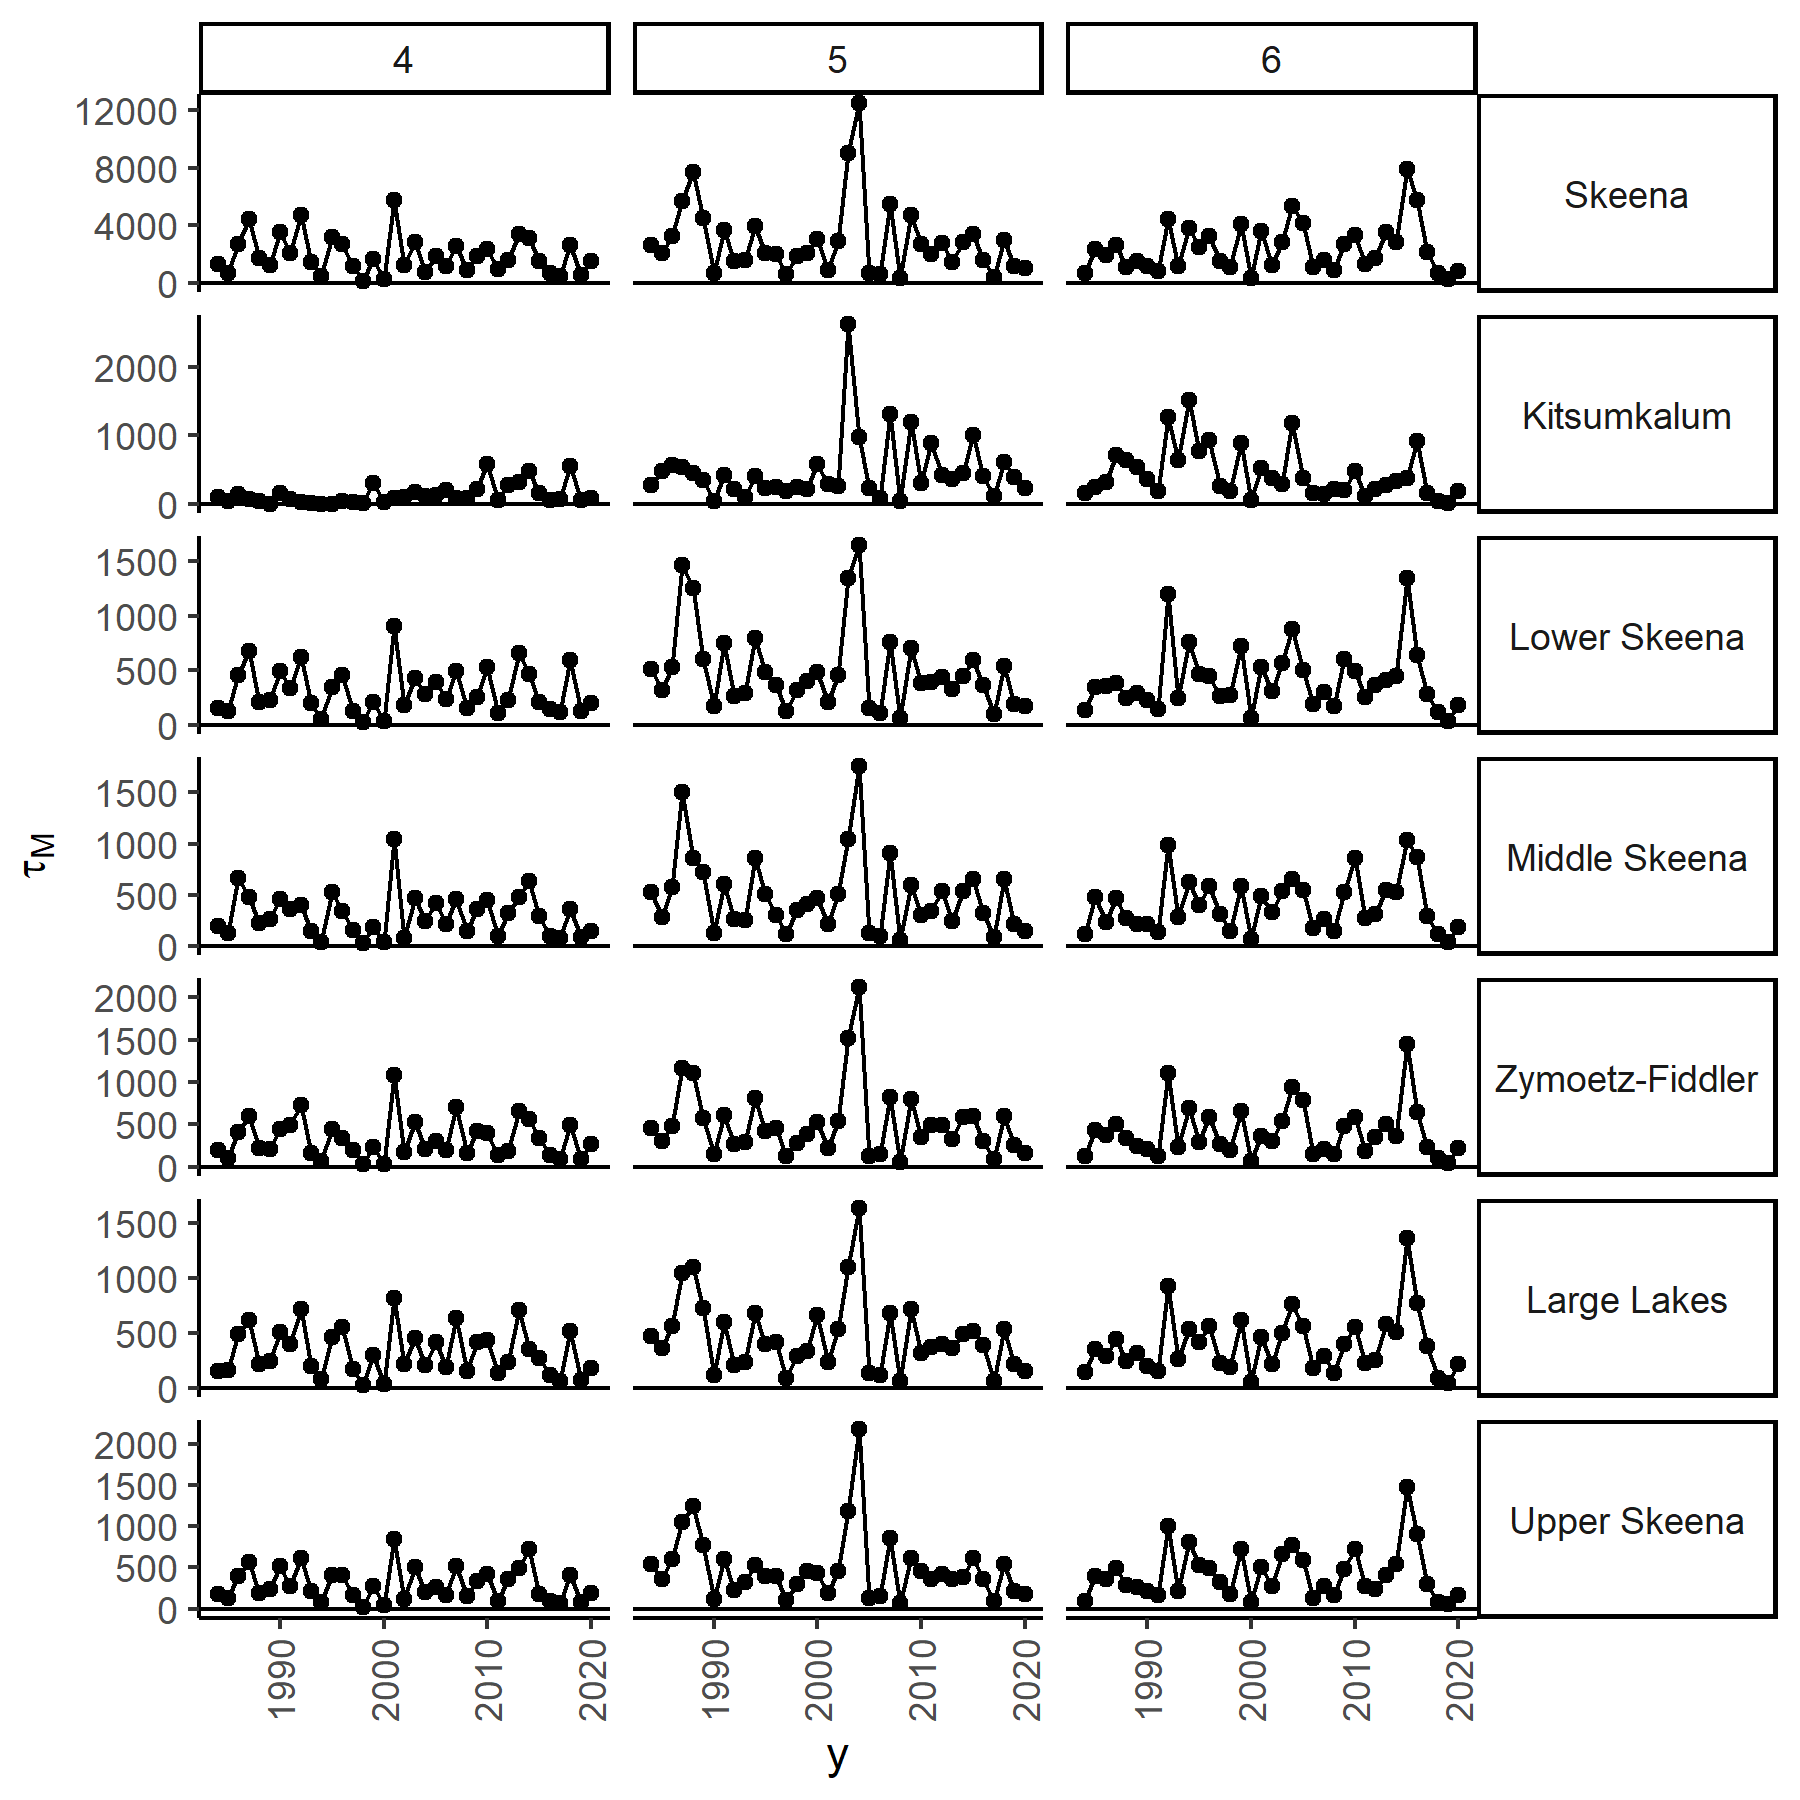 4 5 6
12000
8000
4000
0
Skeena
2000
1000
0
Kitsumkalum
1500
1000
500
0
Lower Skeena
1500
1000
500
0
Middle Skeena
2000
1500
1000
500
0
Zymoetz-Fiddler
1500
1000
500
0
Large Lakes
2000
1500
1000
500
0
Upper Skeena
τM
1990 2000 2010 2020 1990 2000 2010 2020 1990 2000 2010 2020
y